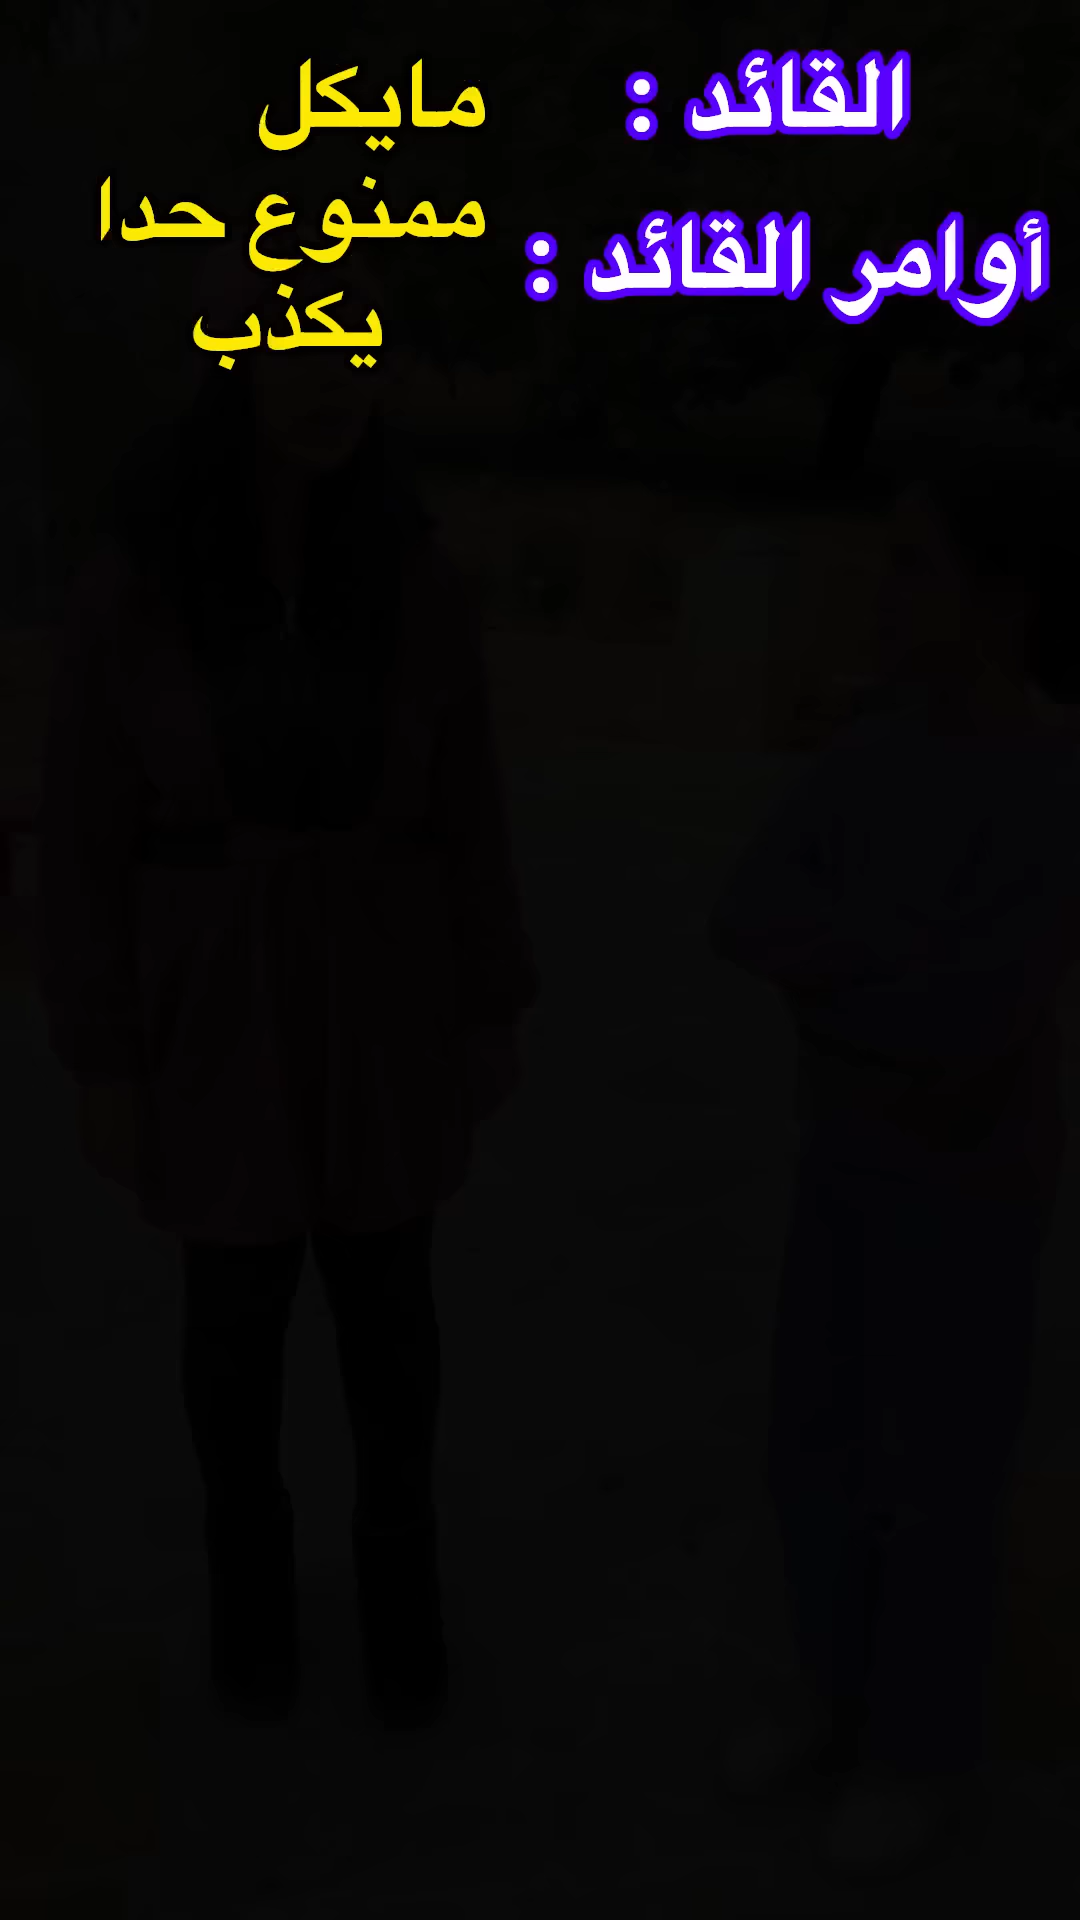 القائد : مايكل
أوامر القائد : ممنوع حدا
يكذب